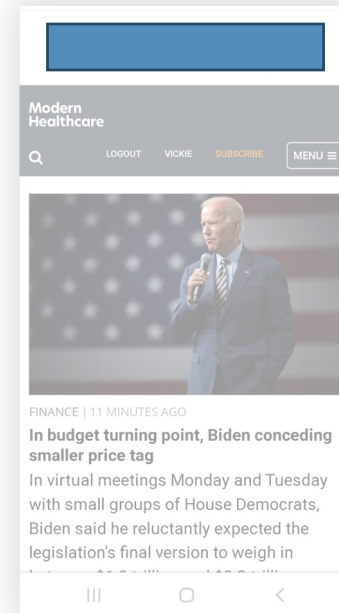 Modern
Healthcare
LOGOUT VICKIE SUBSCRIBE MENU
FINANCE | 11 MINUTES AGO
In budget turning point, Biden conceding
smaller price tag
In virtual meetings Monday and Tuesday
with small groups of House Democrats,
Biden said he reluctantly expected the
legislation's final version to weigh in